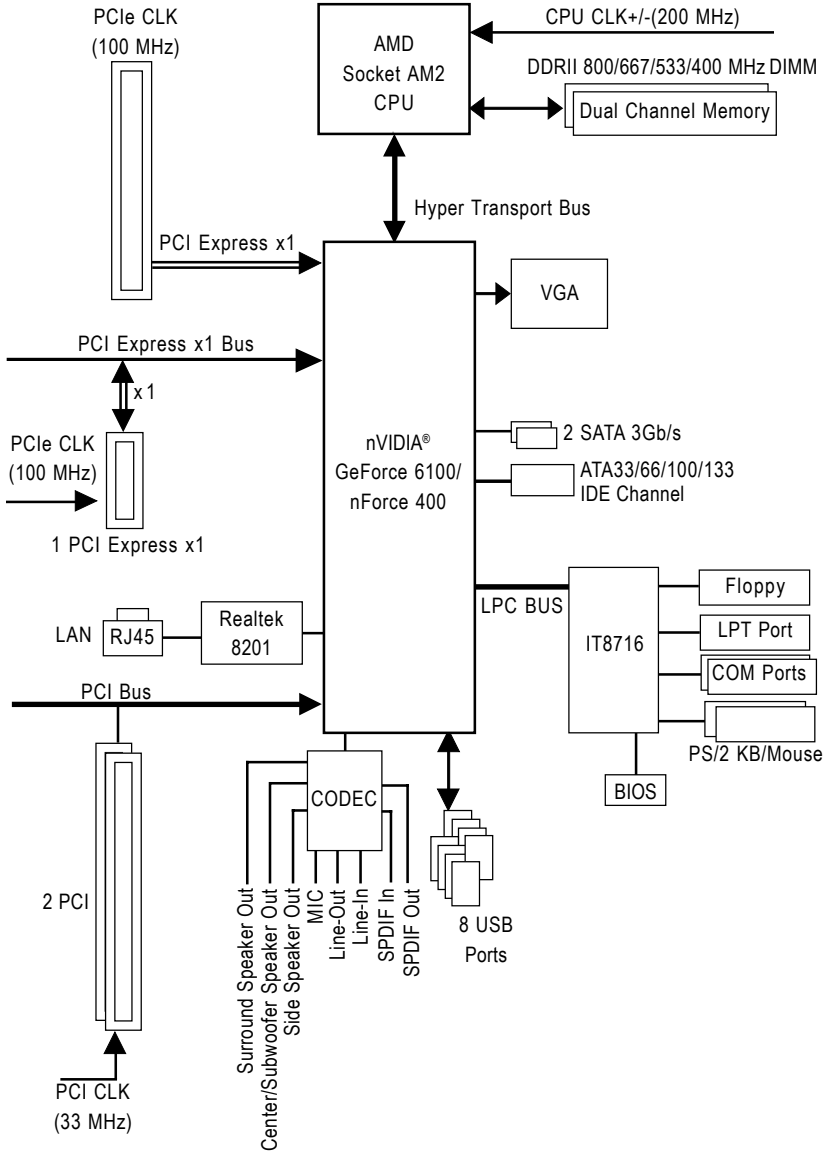 PCIe CLK
(100 MHz)
AMD
Socket AM2
CPU
CPU CLK+/-(200 MHz)
DDRII 800/667/533/400 MHz DIMM
Dual Channel Memory
Hyper Transport Bus
PCI Express x1
VGA
PCI Express x1 Bus
x1
PCIe CLK
(100 MHz)
1 PCI Express x1
nVIDIA®
GeForce 6100/
nForce 400
2 SATA 3Gb/s
ATA33/66/100/133
IDE Channel
LPC BUS
IT8716
Floppy
LPT Port
COM Ports
PS/2 KB/Mouse
BIOS
LAN
RJ45
Realtek
8201
PCI Bus
CODEC
2 PCI
Surround Speaker Out
Center/Subwoofer Speaker Out
Side Speaker Out
MIC
Line-Out
Line-In
SPDIF In
SPDIF Out
8 USB
Ports
PCI CLK
(33 MHz)